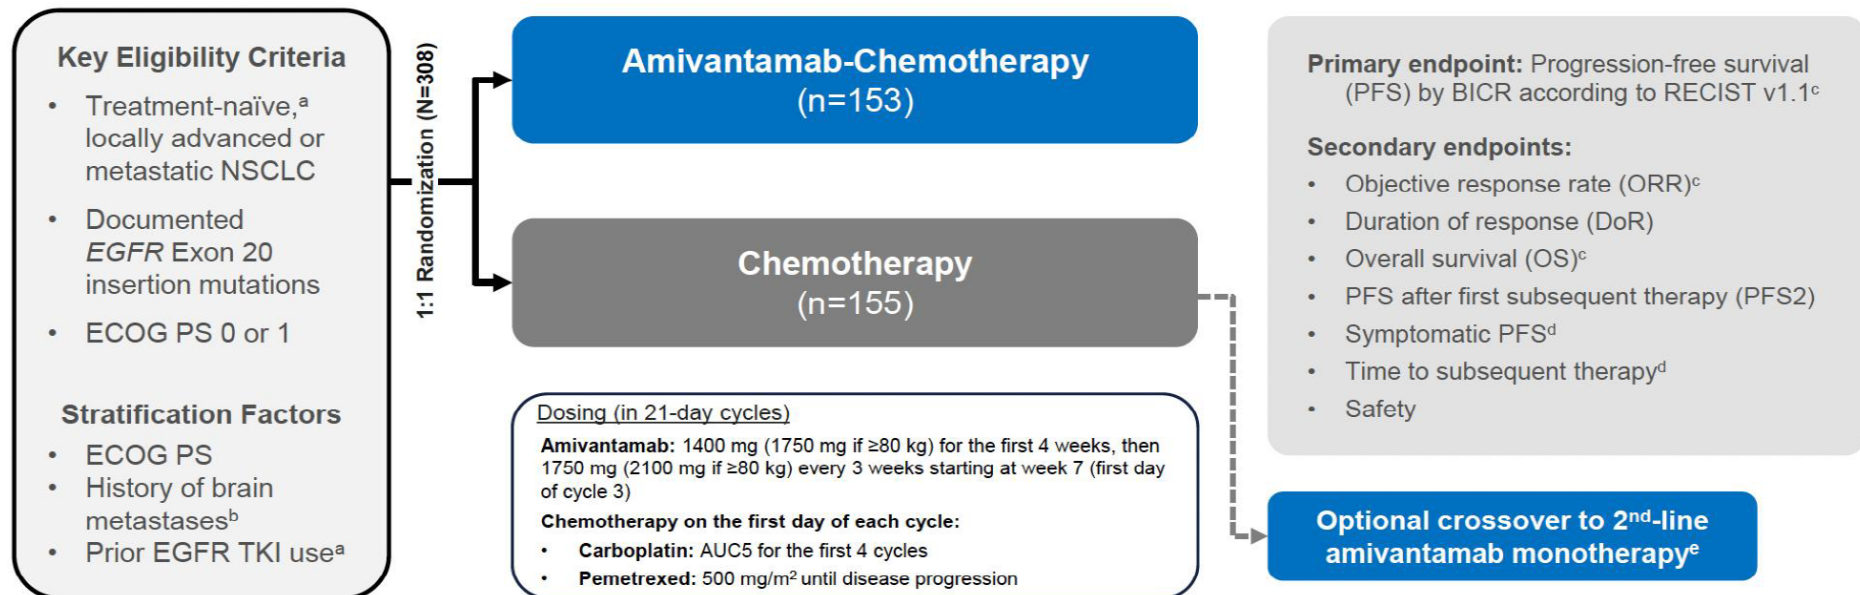 Key Eligibility Criteria
• Treatment-naïve,ᵃ
locally advanced or
metastatic NSCLC
• Documented
EGFR Exon 20
insertion mutations
• ECOG PS 0 or 1
Stratification Factors
• ECOG PS
• History of brain
metastasesᵇ
• Prior EGFR TKI useᵃ
1:1 Randomization (N=308)
Amivantamab-Chemotherapy
(n=153)
Chemotherapy
(n=155)
Dosing (in 21-day cycles)
Amivantamab: 1400 mg (1750 mg if ≥80 kg) for the first 4 weeks, then
1750 mg (2100 mg if ≥80 kg) every 3 weeks starting at week 7 (first day
of cycle 3)
Chemotherapy on the first day of each cycle:
• Carboplatin: AUC5 for the first 4 cycles
• Pemetrexed: 500 mg/m² until disease progression
Primary endpoint: Progression-free survival
(PFS) by BICR according to RECIST v1.1ᶜ
Secondary endpoints:
• Objective response rate (ORR)ᶜ
• Duration of response (DoR)
• Overall survival (OS)ᶜ
• PFS after first subsequent therapy (PFS2)
• Symptomatic PFSᵈ
• Time to subsequent therapyᵈ
• Safety
Optional crossover to 2ⁿᵈ-line
amivantamab monotherapyᵉ